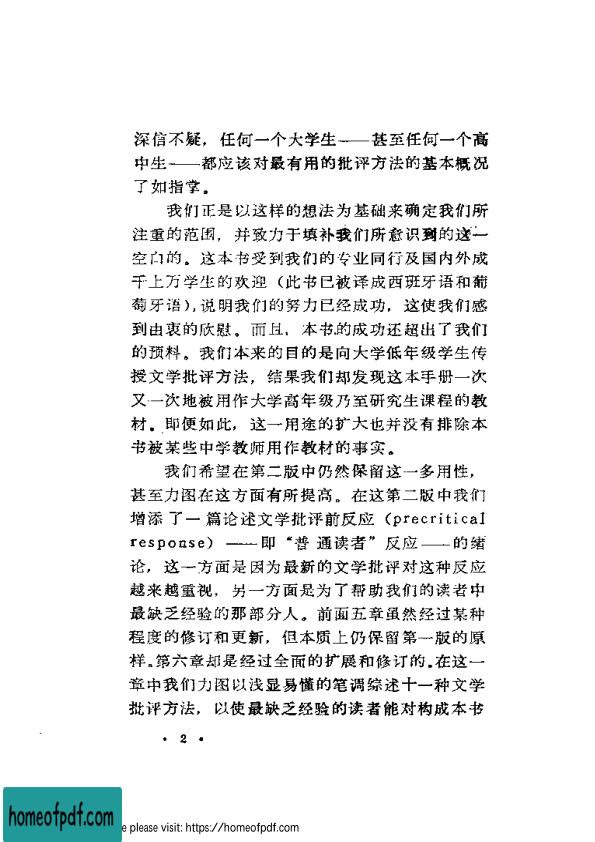 深信不疑，任何一个大学生——甚至任何一个高
中生——都应该对最有用的批评方法的基本概况
了如指掌。
我们正是以这样的想法为基础来确定我们所
注重的范围，并致力于填补我们所意识到的这一
空白的。这本书受到我们的专业同行及国内外成
千上万学生的欢迎（此书已被译成西班牙语和葡
萄牙语），说明我们的努力已经成功，这使我们感
到由衷的欣慰。而且，本书的成功还超出了我们
的预料。我们本来的目的是向大学低年级学生传
授文学批评方法，结果我们却发现这本手册一次
又一次地被用作大学高年级乃至研究生课程的教
材。即便如此，这一用途的扩大也并没有排除本
书被某些中学教师用作教材的事实。
我们希望在第二版中仍然保留这一多用性，
甚至力图在这方面有所提高。在这第二版中我们
增添了一篇论述文学批评前反应（precritical
response）——即“普通读者”反应——的绪
论，这一方面是因为最新的文学批评对这种反应
越来越重视，另一方面是为了帮助我们的读者中
最缺乏经验的那部分人。前面五章虽然经过某种
程度的修订和更新，但本质上仍保留第一版的原
样。第六章却是经过全面的扩展和修订的。在这一
章中我们力图以浅显易懂的笔调综述十一种文学
批评方法，以使最缺乏经验的读者能对构成本书
· 2 ·
homeofpdf.com
e please visit: https://homeofpdf.com